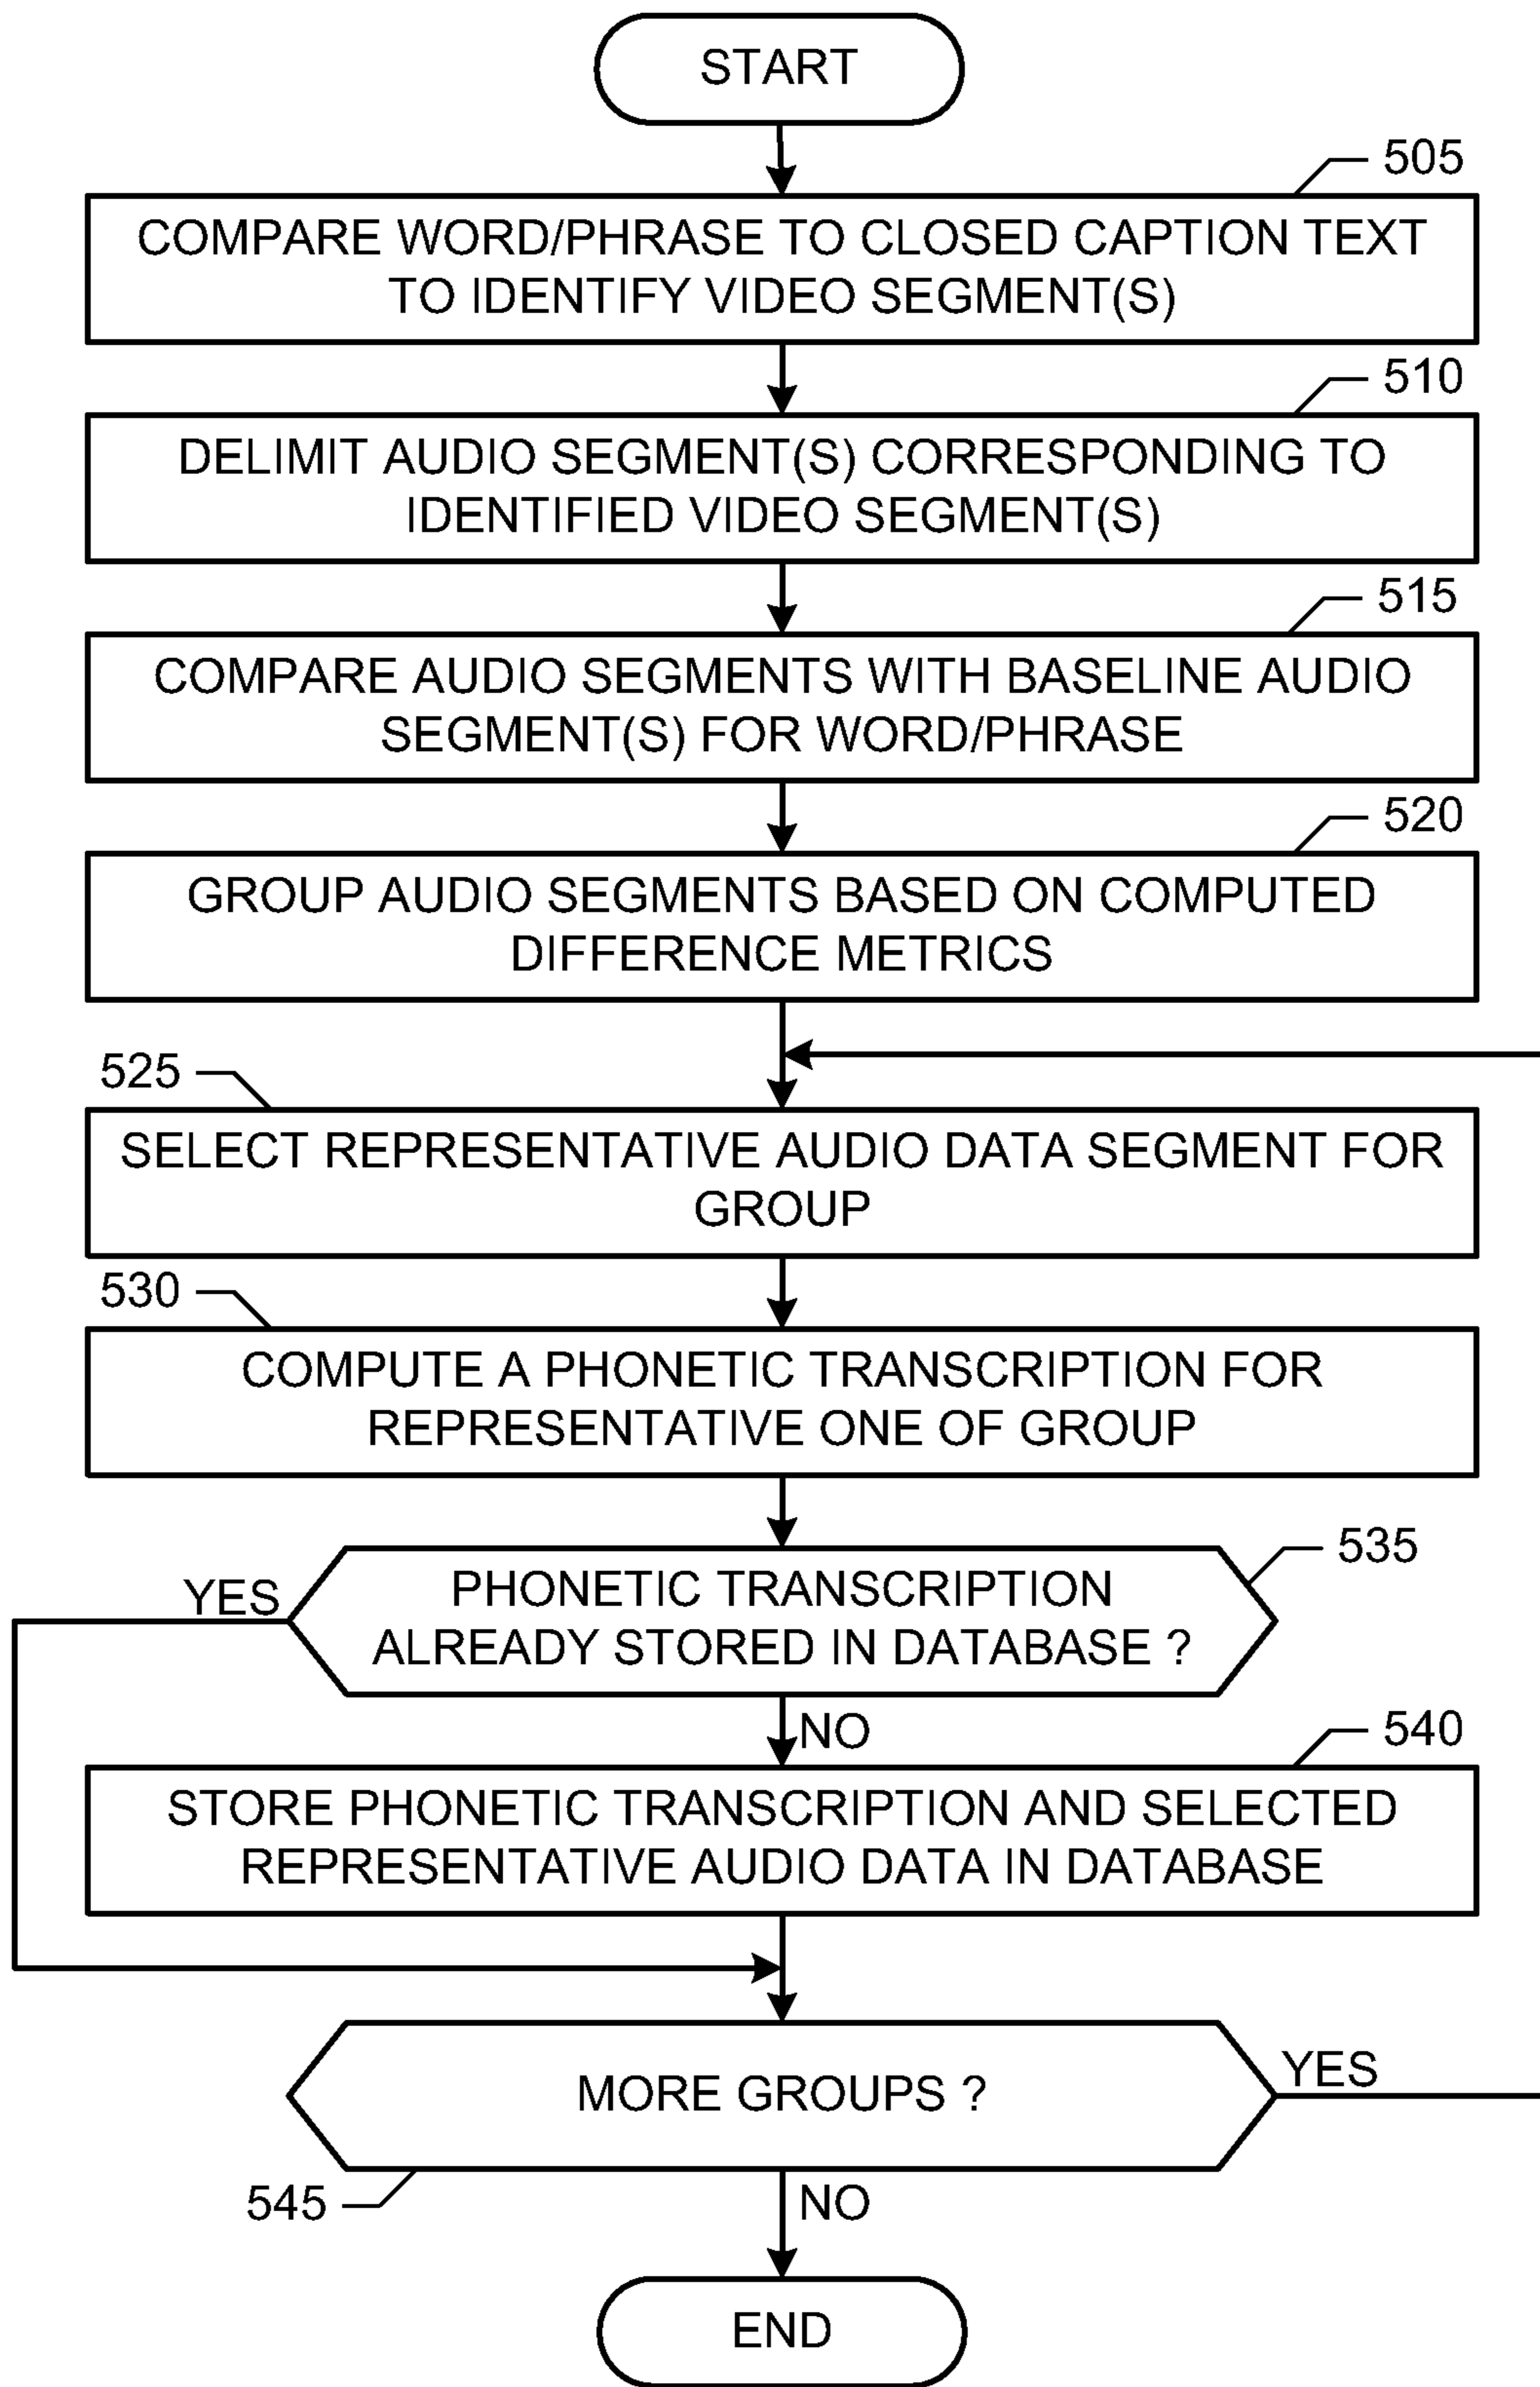 START
505
COMPARE WORD/PHRASE TO CLOSED CAPTION TEXT
TO IDENTIFY VIDEO SEGMENT(S)
510
DELIMIT AUDIO SEGMENT(S) CORRESPONDING TO
IDENTIFIED VIDEO SEGMENT(S)
515
COMPARE AUDIO SEGMENTS WITH BASELINE AUDIO
SEGMENT(S) FOR WORD/PHRASE
520
GROUP AUDIO SEGMENTS BASED ON COMPUTED
DIFFERENCE METRICS
525
SELECT REPRESENTATIVE AUDIO DATA SEGMENT FOR
GROUP
530
COMPUTE A PHONETIC TRANSCRIPTION FOR
REPRESENTATIVE ONE OF GROUP
535
YES
PHONETIC TRANSCRIPTION
ALREADY STORED IN DATABASE ?
NO
540
STORE PHONETIC TRANSCRIPTION AND SELECTED
REPRESENTATIVE AUDIO DATA IN DATABASE
MORE GROUPS ?
YES
545
NO
END